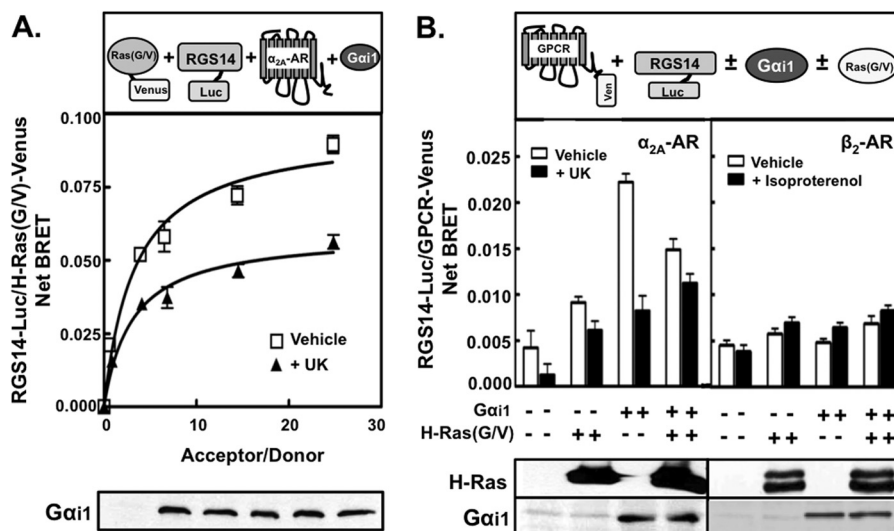 A.
Ras(G/V)
Venus
+
RGS14
Luc
+
α2A-AR
+
Gαi1
RGS14-Luc/H-Ras(G/V)-Venus
Net BRET
0.100
0.075
0.050
0.025
0.000
Vehicle
+ UK
0 10 20 30
Acceptor/Donor
Gαi1
B.
GPCR
Ven
+
RGS14
Luc
±
Gαi1
±
Ras(G/V)
RGS14-Luc/GPCR-Venus
Net BRET
0.025
0.020
0.015
0.010
0.005
0.000
α2A-AR
Vehicle
+ UK
β2-AR
Vehicle
+ Isoproterenol
Gαi1 - - - - + + + + - - - - + + + +
H-Ras(G/V) - - + + - - + + - - + + - - + +
H-Ras
Gαi1